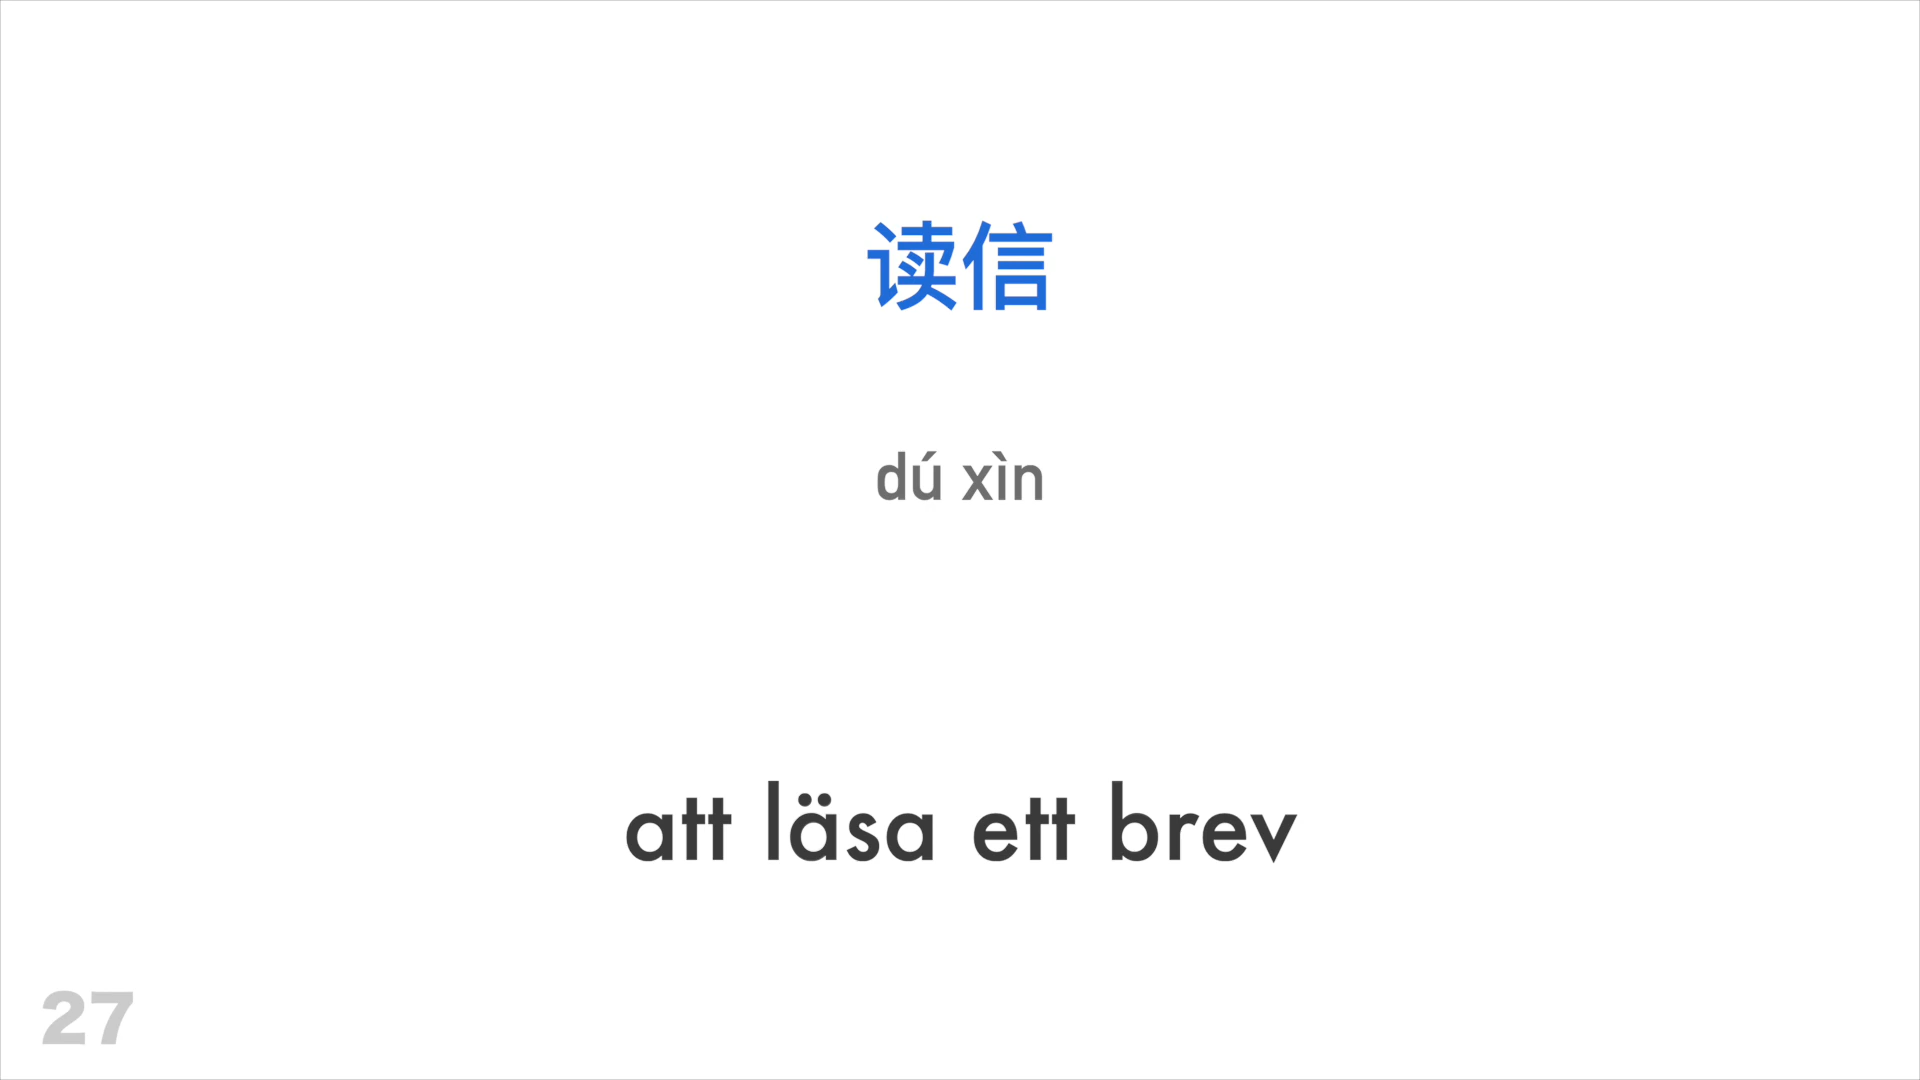 读信
dú xìn
att läsa ett brev
27